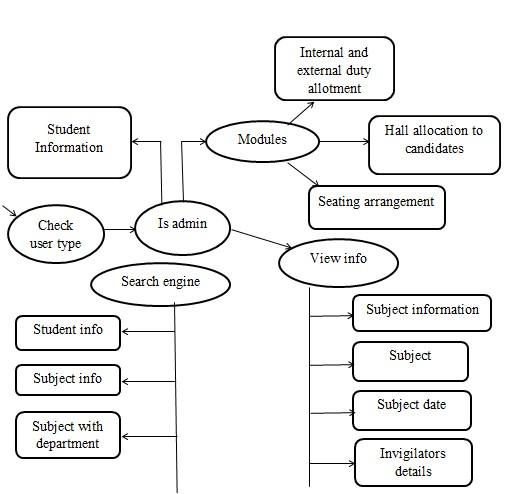 Internal and
external duty
allotment
Student
Information
Modules
Hall allocation to
candidates
Seating arrangement
Check
user type
Is admin
View info
Search engine
Student info
Subject info
Subject with
department
Subject information
Subject
Subject date
Invigilators
details